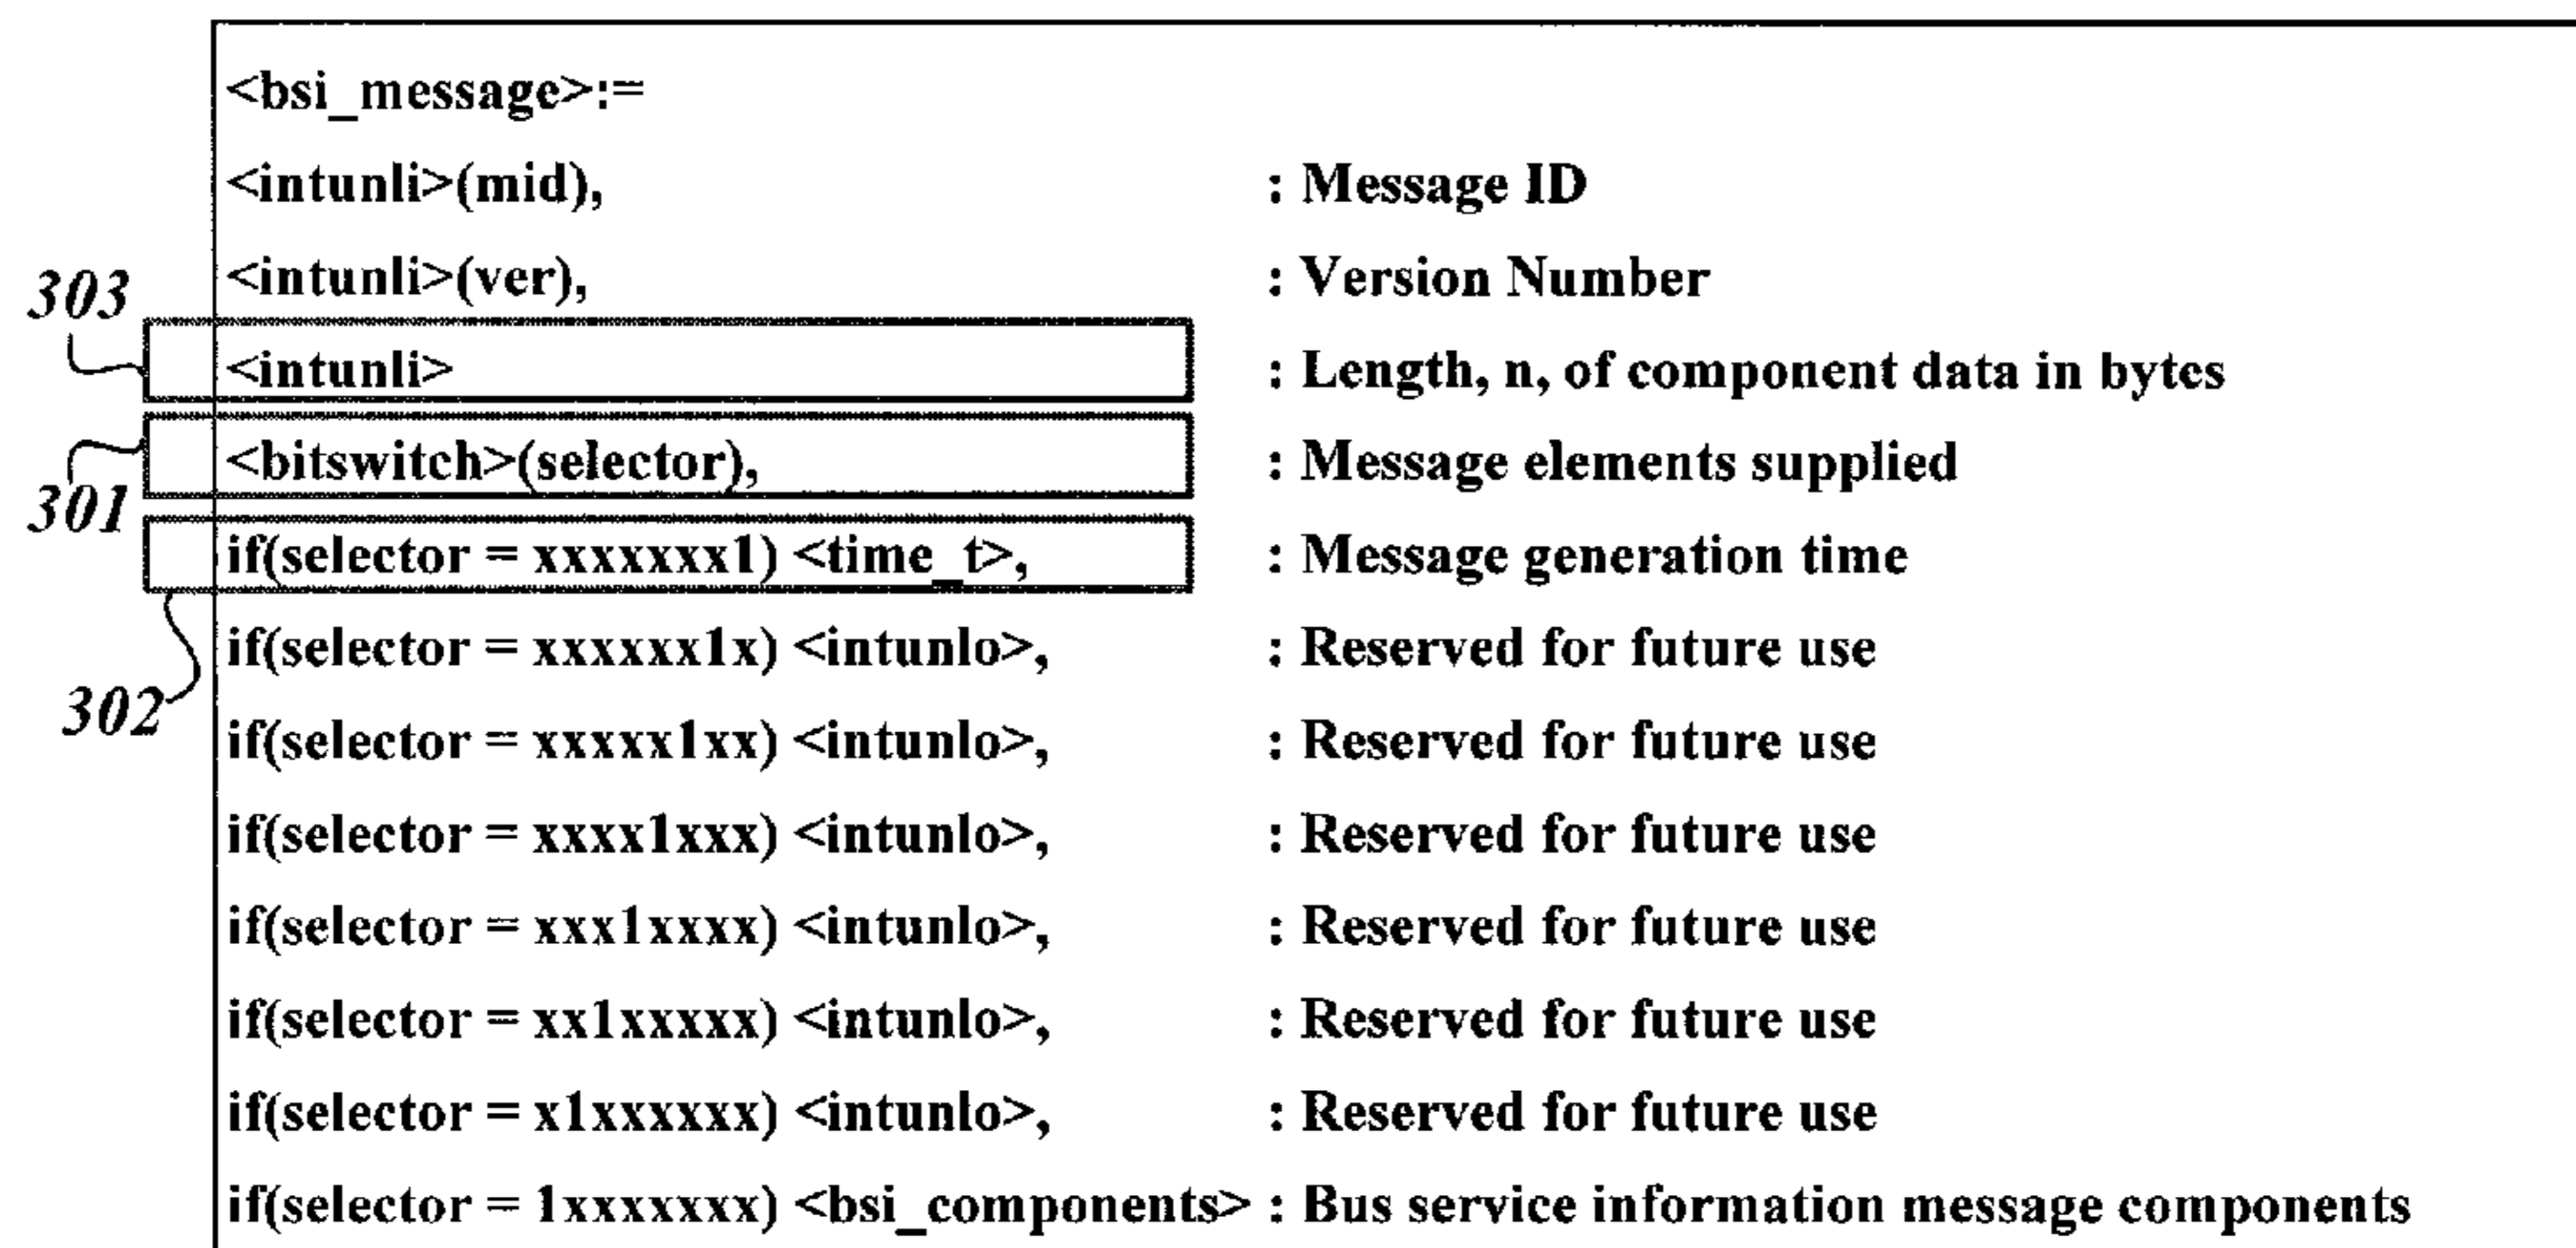 <bsi_message>:=
<intunli>(mid), : Message ID
<intunli>(ver), : Version Number
303
<intunli> : Length, n, of component data in bytes
<bitswitch>(selector), : Message elements supplied
301
if(selector = xxxxxxx1) <time_t>, : Message generation time
if(selector = xxxxxx1x) <intunlo>, : Reserved for future use
302
if(selector = xxxxx1xx) <intunlo>, : Reserved for future use
if(selector = xxxx1xxx) <intunlo>, : Reserved for future use
if(selector = xxx1xxxx) <intunlo>, : Reserved for future use
if(selector = xx1xxxxx) <intunlo>, : Reserved for future use
if(selector = x1xxxxxx) <intunlo>, : Reserved for future use
if(selector = 1xxxxxxx) <bsi_components> : Bus service information message components